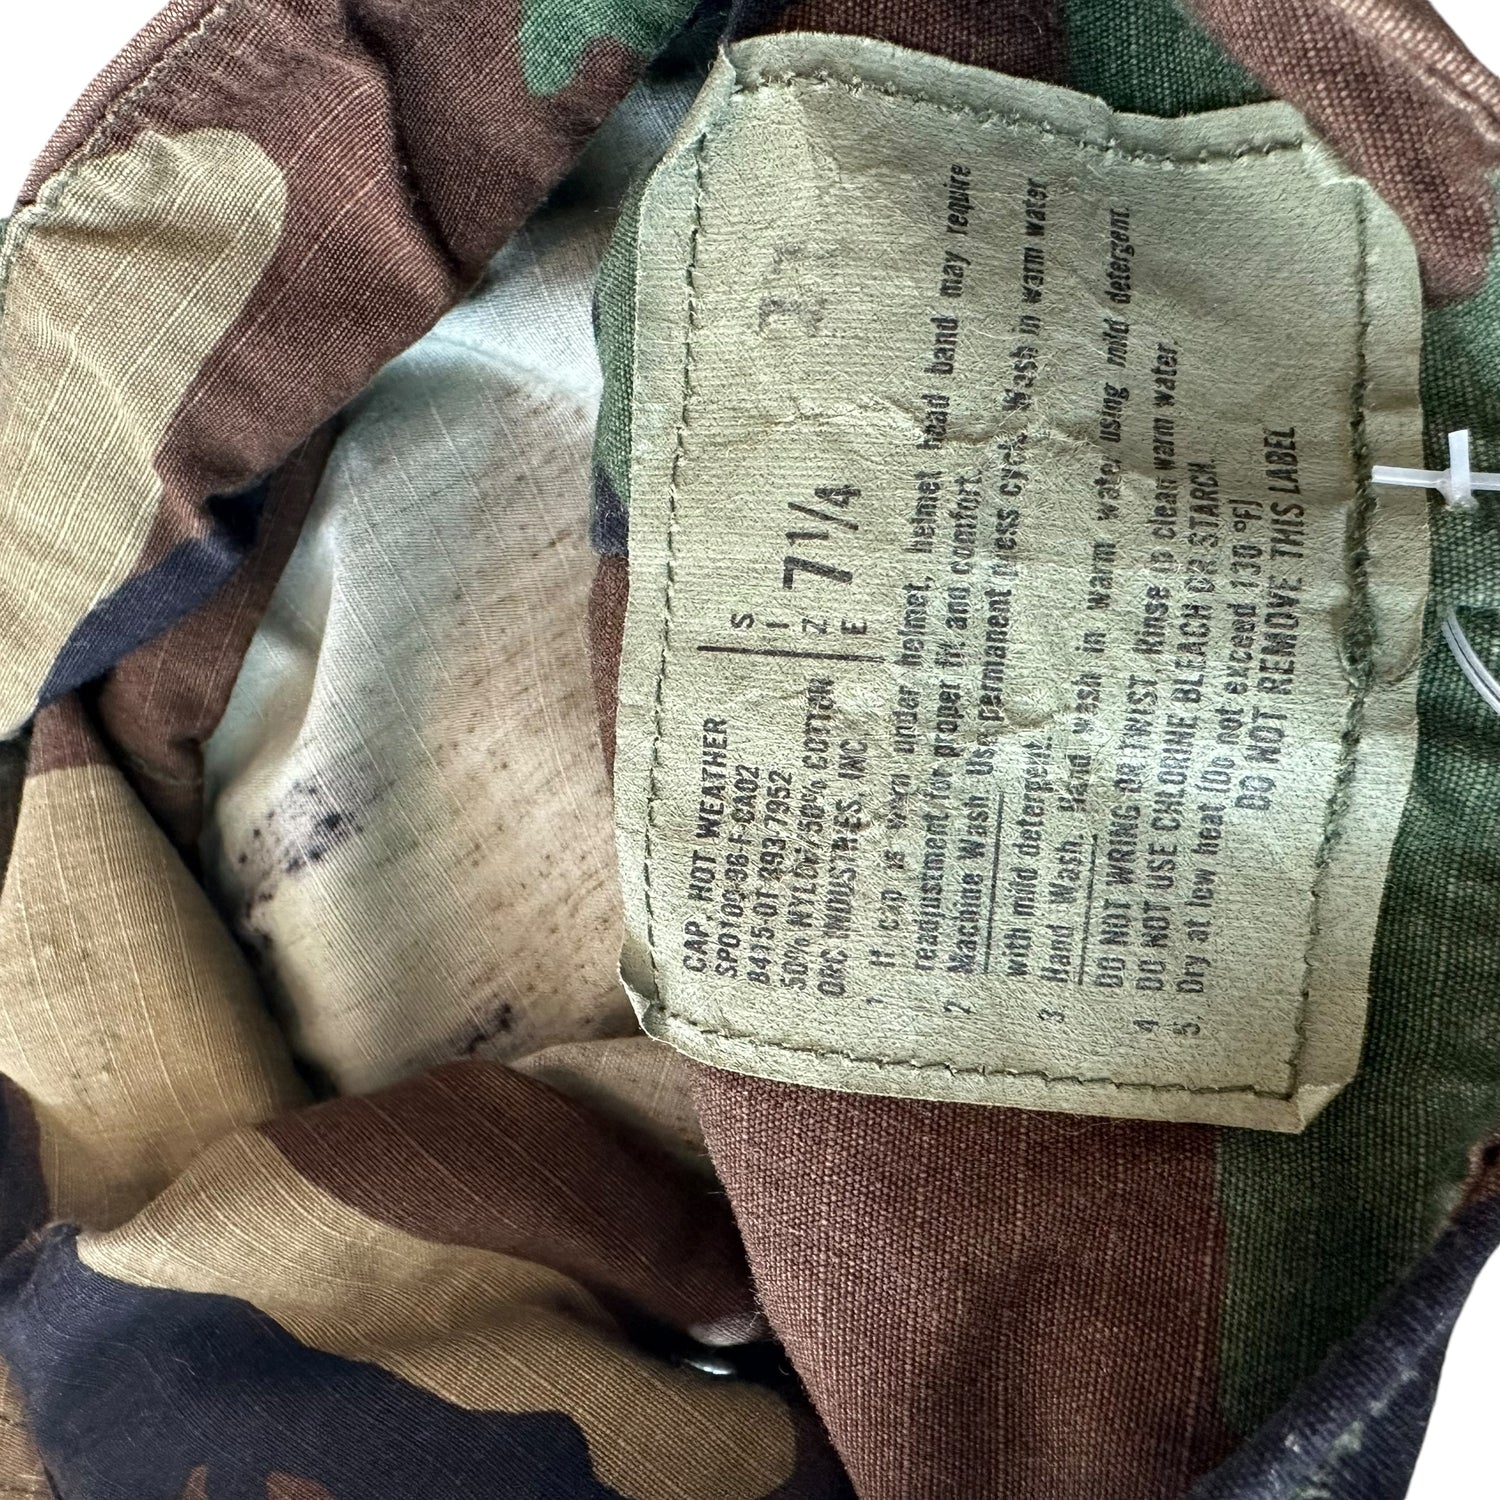 CAP, HOT WEATHER
SPO100-86-F-EA02
8415-01-393-7952
50% NYLON/50% COTTON
ORC INDUSTRIES, INC.
SIZE
7 1/4
1 If cap is worn under helmet, helmet head band may require
readjustment for proper fit and comfort.
2 Machine Wash Use permanent press cycle. Wash in warm water
with mild detergent.
3 Hand Wash. Hand wash in warm water using mild detergent.
DO NOT WRING OR TWIST Rinse in clean warm water.
4 DO NOT USE CHLORINE BLEACH OR STARCH.
5. Dry at low heat (Do not exceed 130 °F)
DO NOT REMOVE THIS LABEL